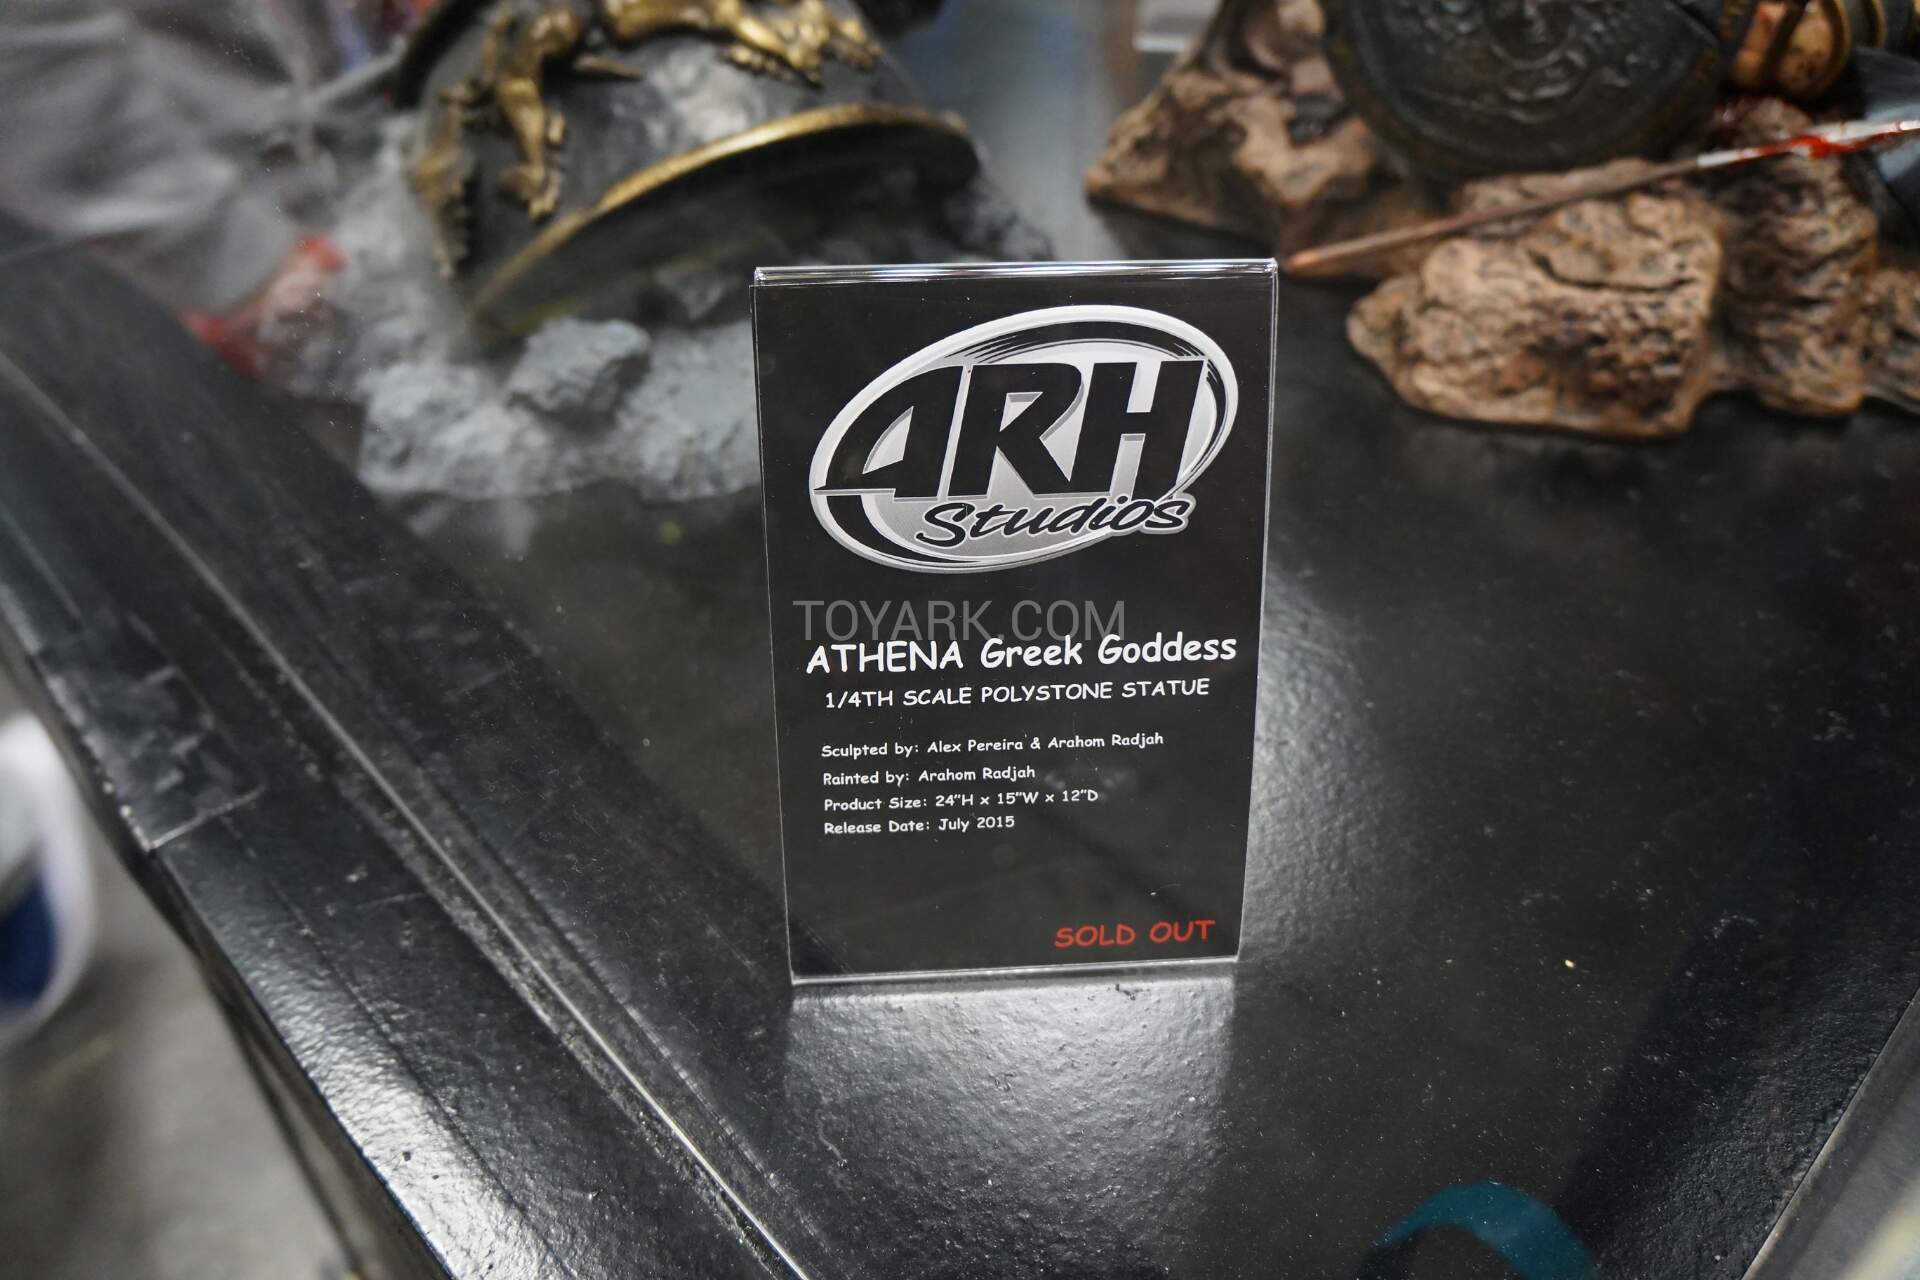 ARH
Studios
TOYARK.COM
ATHENA Greek Goddess
1/4TH SCALE POLYSTONE STATUE
Sculpted by: Alex Pereira & Arahom Radjah
Rainted by: Arahom Radjah
Product Size: 24"H x 15"W x 12"D
Release Date: July 2015
SOLD OUT